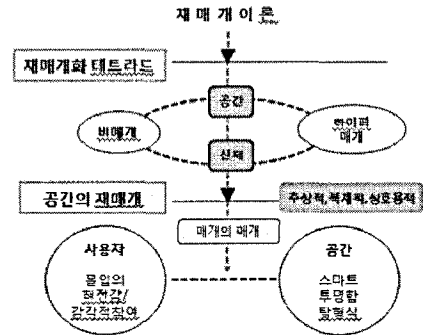 재매개이론
재매개화 테트라드
공간
비매개
하이퍼
매개
신체
공간의 재매개
추상적, 복제적, 상호용적
매개의 매개
사용자
몰입의
현전감/
감각적참여
공간
스마트
투명함
탈형식